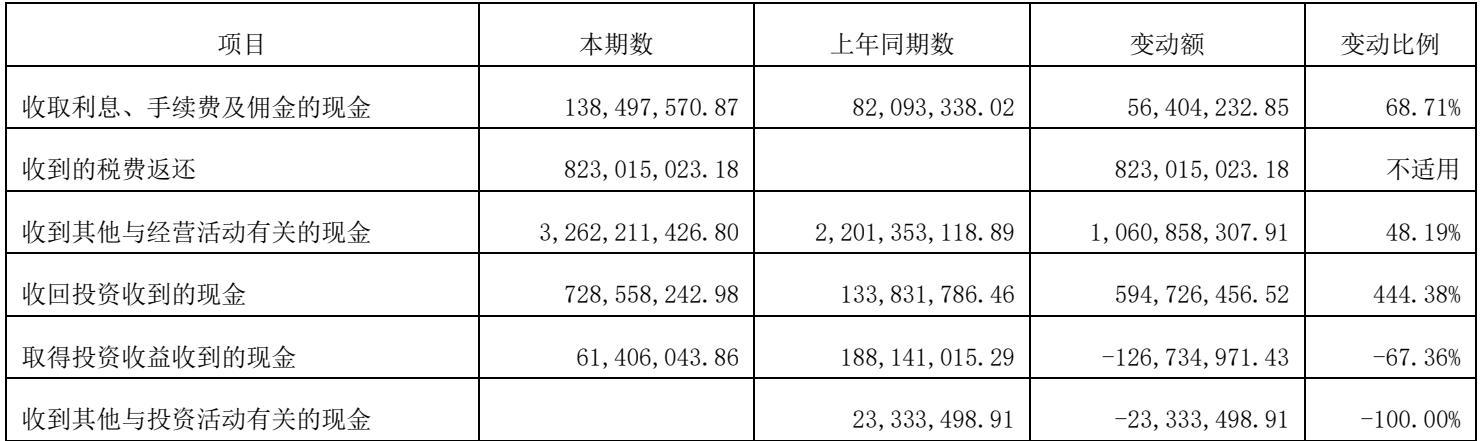 项目 本期数 上年同期数 变动额 变动比例
收取利息、手续费及佣金的现金 138,497,570.87 82,093,338.02 56,404,232.85 68.71%
收到的税费返还 823,015,023.18 823,015,023.18 不适用
收到其他与经营活动有关的现金 3,262,211,426.80 2,201,353,118.89 1,060,858,307.91 48.19%
收回投资收到的现金 728,558,242.98 133,831,786.46 594,726,456.52 444.38%
取得投资收益收到的现金 61,406,043.86 188,141,015.29 -126,734,971.43 -67.36%
收到其他与投资活动有关的现金 23,333,498.91 -23,333,498.91 -100.00%